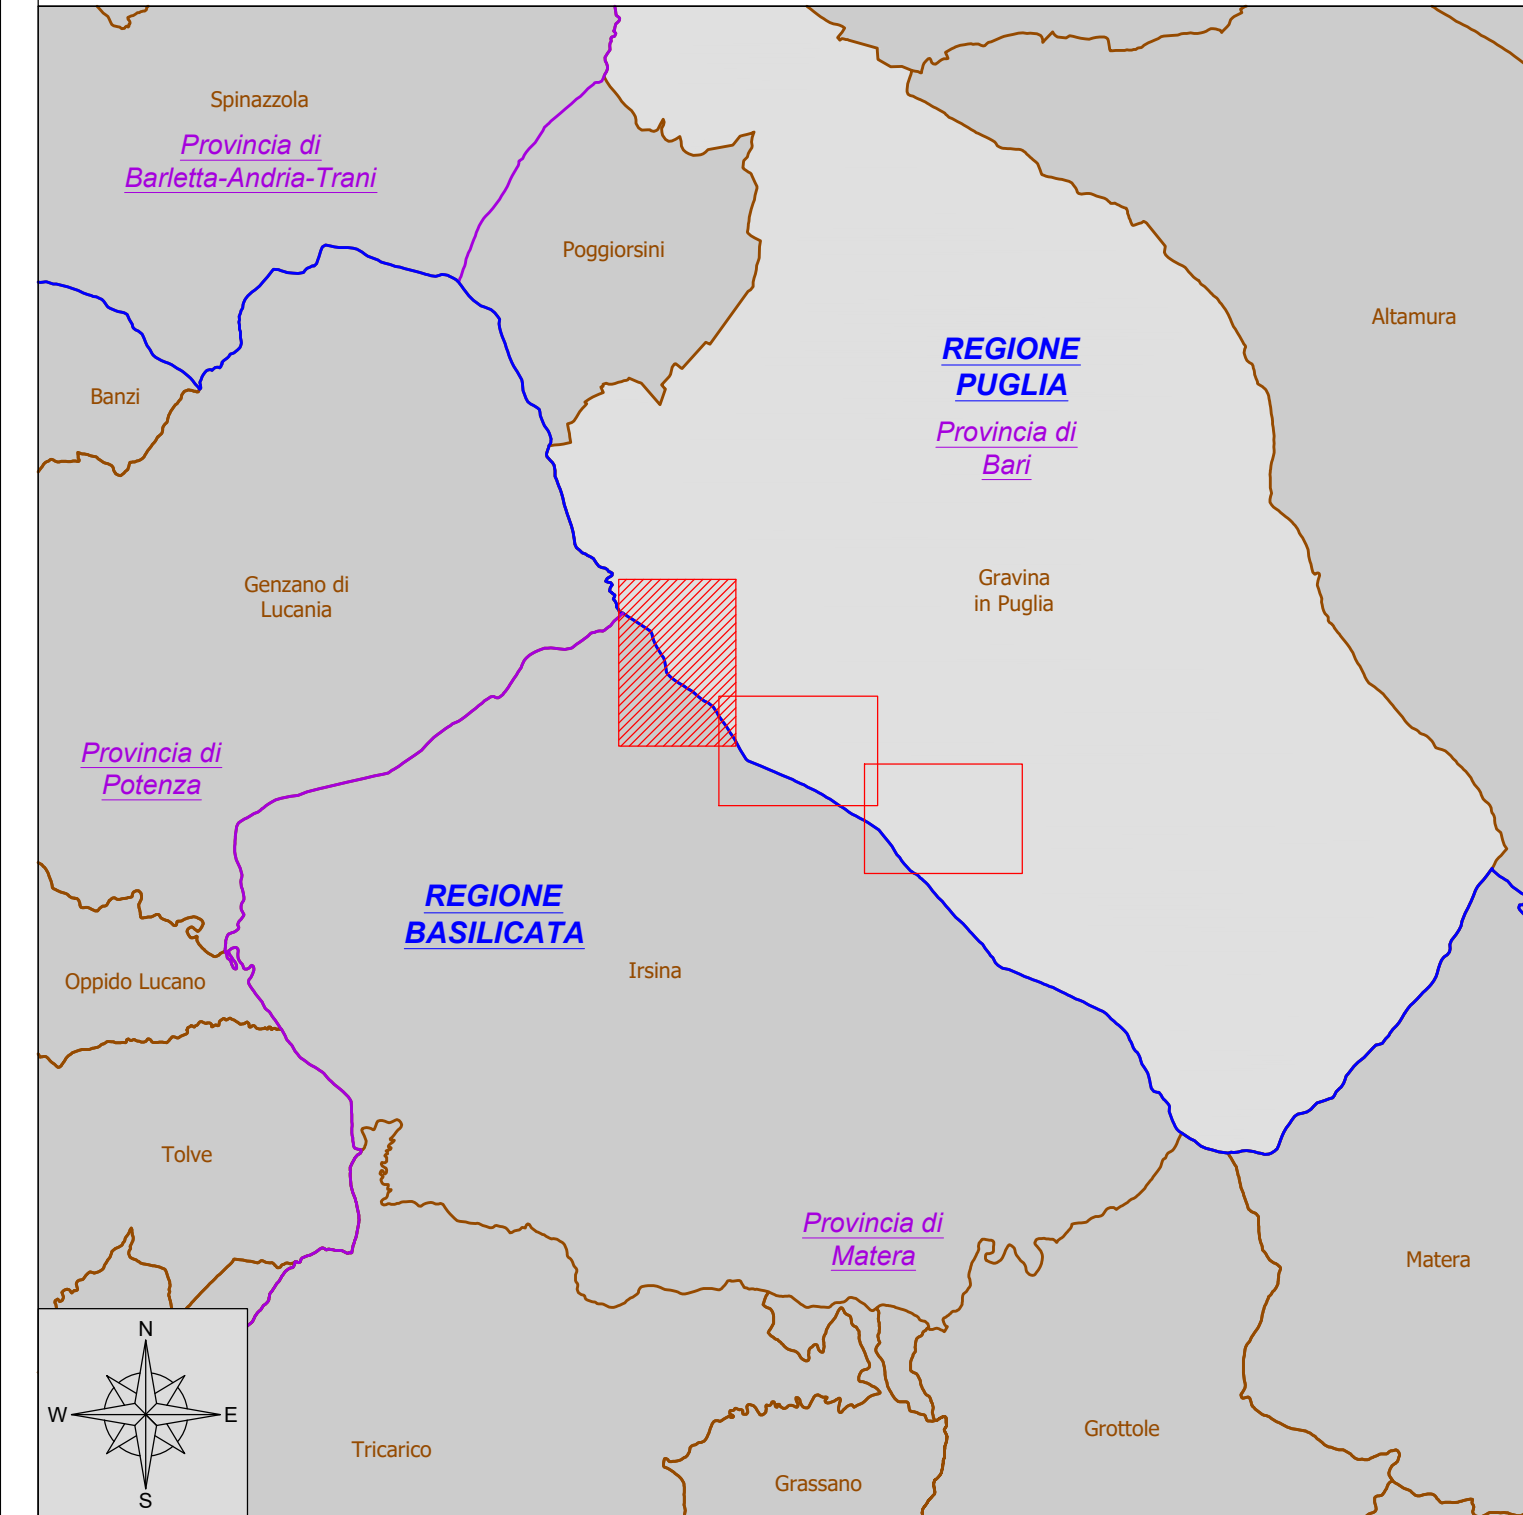 Spinazzola
Provincia di
Barletta-Andria-Trani
Poggiorsini
Altamura
REGIONE
PUGLIA
Banzi
Provincia di
Bari
Genzano di
Lucania
Gravina
in Puglia
Provincia di
Potenza
REGIONE
BASILICATA
Irsina
Oppido Lucano
Tolve
Provincia di
Matera
Matera
N
W
E
S
Tricarico
Grottole
Grassano